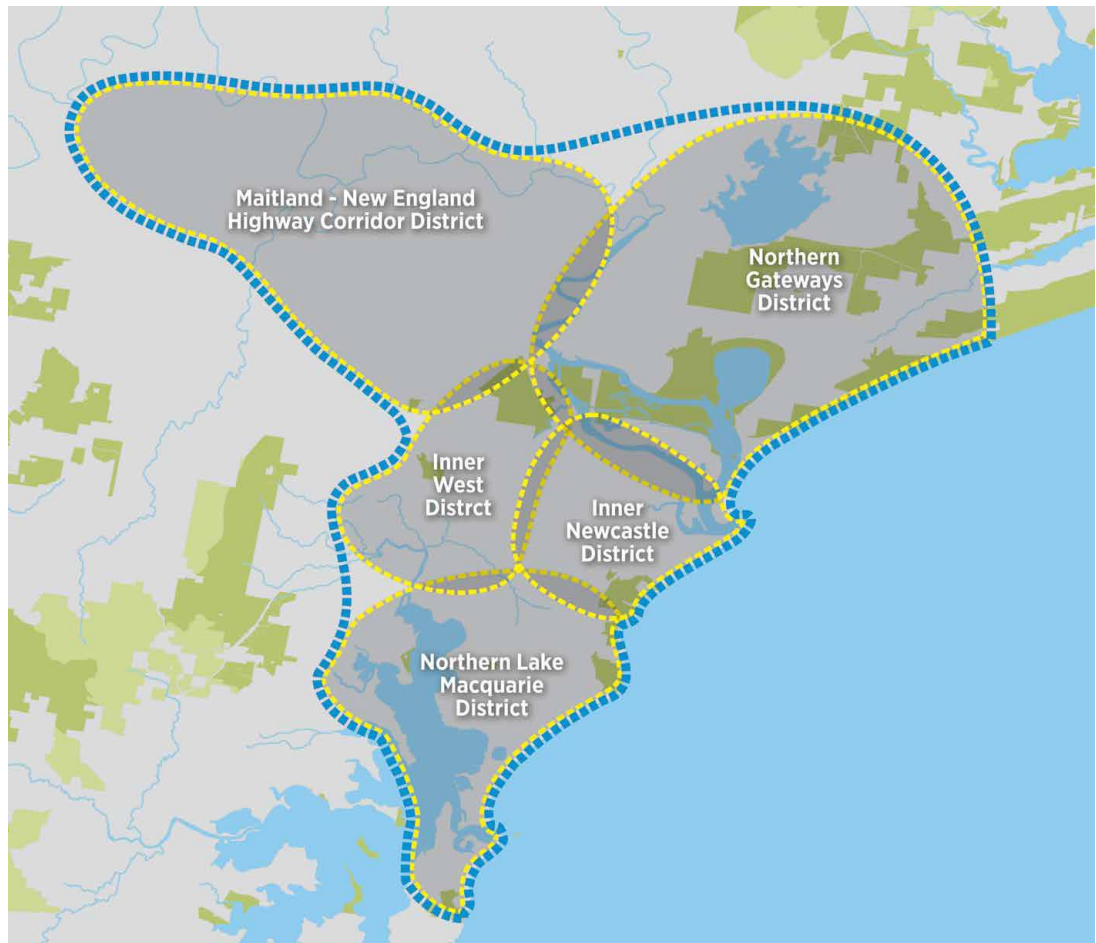 Maitland - New England
Highway Corridor District
Northern
Gateways
District
Inner
West
Distrct
Inner
Newcastle
District
Northern Lake
Macquarie
District